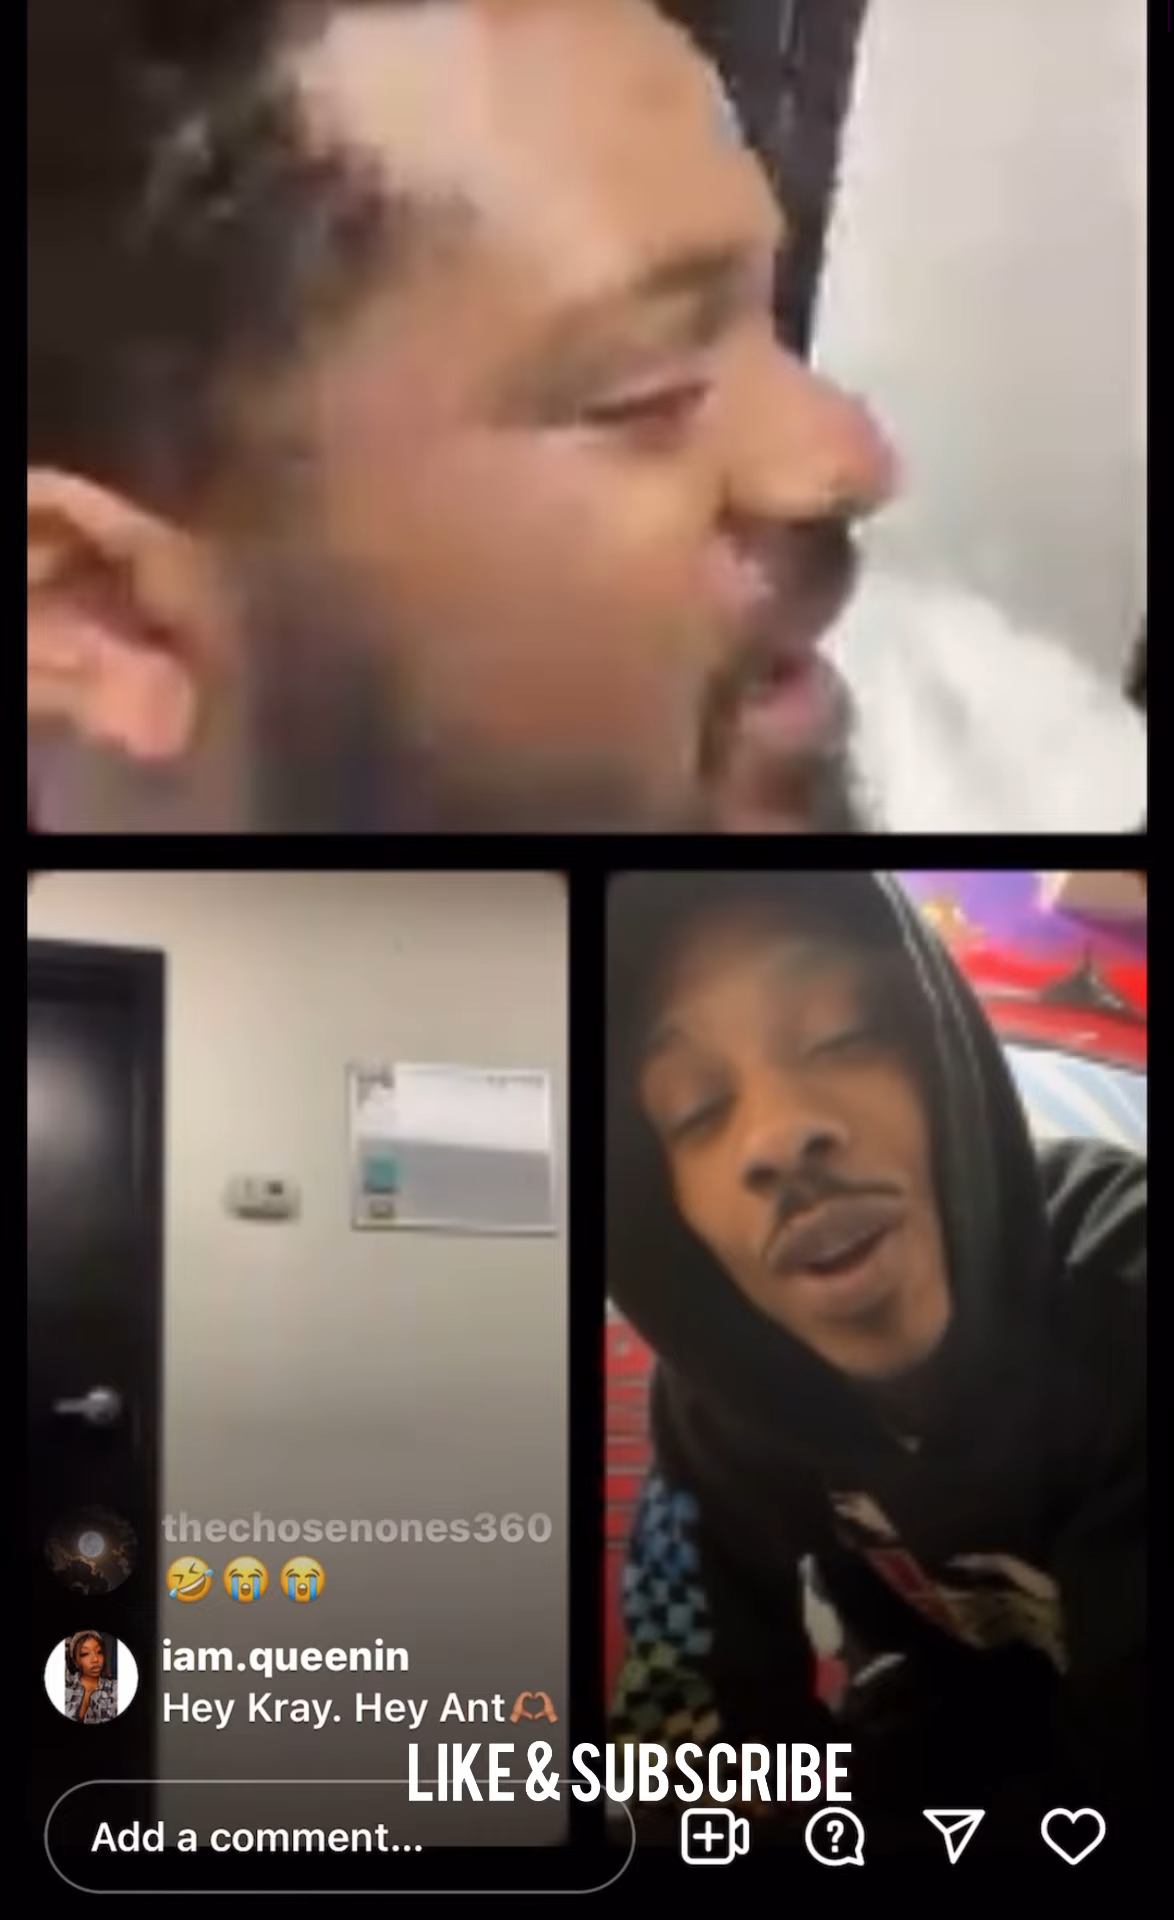 thechosenones360
🤣😭😭
iam.queenin
Hey Kray. Hey Ant🫶🏽
LIKE & SUBSCRIBE
Add a comment...